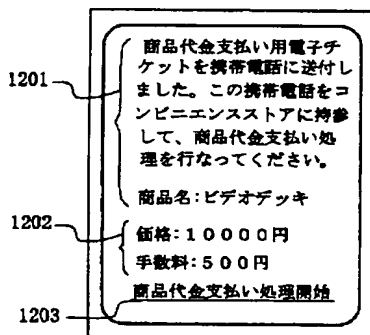 商品代金支払い用電子チ
ケットを携帯電話に送付し
ました。この携帯電話をコ
ンビニエンスストアに持参
して、商品代金支払い処
理を行なってください。
1201
商品名:ビデオデッキ
1202
価格:10000円
手数料:500円
1203
商品代金支払い処理開始